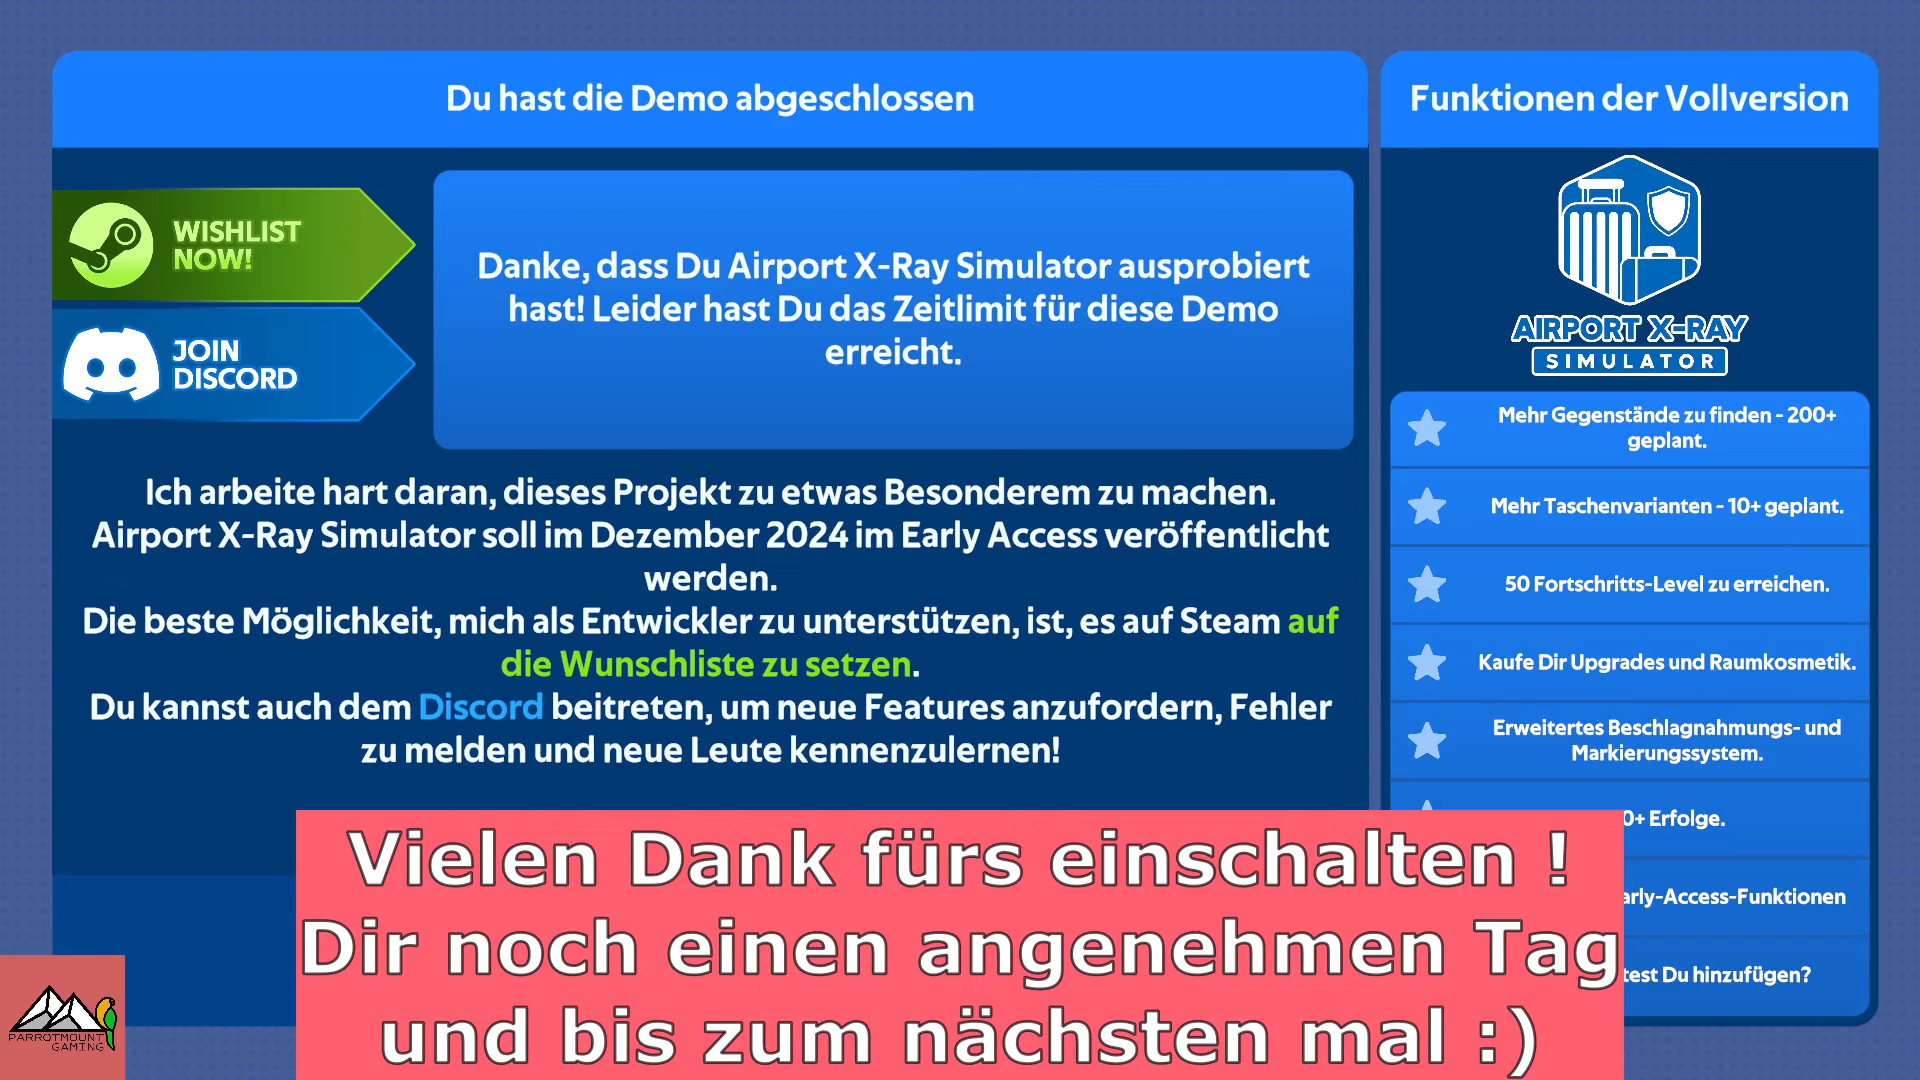 Du hast die Demo abgeschlossen
WISHLIST
NOW!
JOIN
DISCORD
Danke, dass Du Airport X-Ray Simulator ausprobiert
hast! Leider hast Du das Zeitlimit für diese Demo
erreicht.
Ich arbeite hart daran, dieses Projekt zu etwas Besonderem zu machen.
Airport X-Ray Simulator soll im Dezember 2024 im Early Access veröffentlicht
werden.
Die beste Möglichkeit, mich als Entwickler zu unterstützen, ist, es auf Steam auf
die Wunschliste zu setzen.
Du kannst auch dem Discord beitreten, um neue Features anzufordern, Fehler
zu melden und neue Leute kennenzulernen!
Funktionen der Vollversion
AIRPORT X-RAY
SIMULATOR
Mehr Gegenstände zu finden - 200+
geplant.
Mehr Taschenvarianten - 10+ geplant.
50 Fortschritts-Level zu erreichen.
Kaufe Dir Upgrades und Raumkosmetik.
Erweitertes Beschlagnahmungs- und
Markierungssystem.
0+ Erfolge.
arly-Access-Funktionen
test Du hinzufügen?
Vielen Dank fürs einschalten !
Dir noch einen angenehmen Tag
und bis zum nächsten mal :)
PARROTMOUNT
GAMING